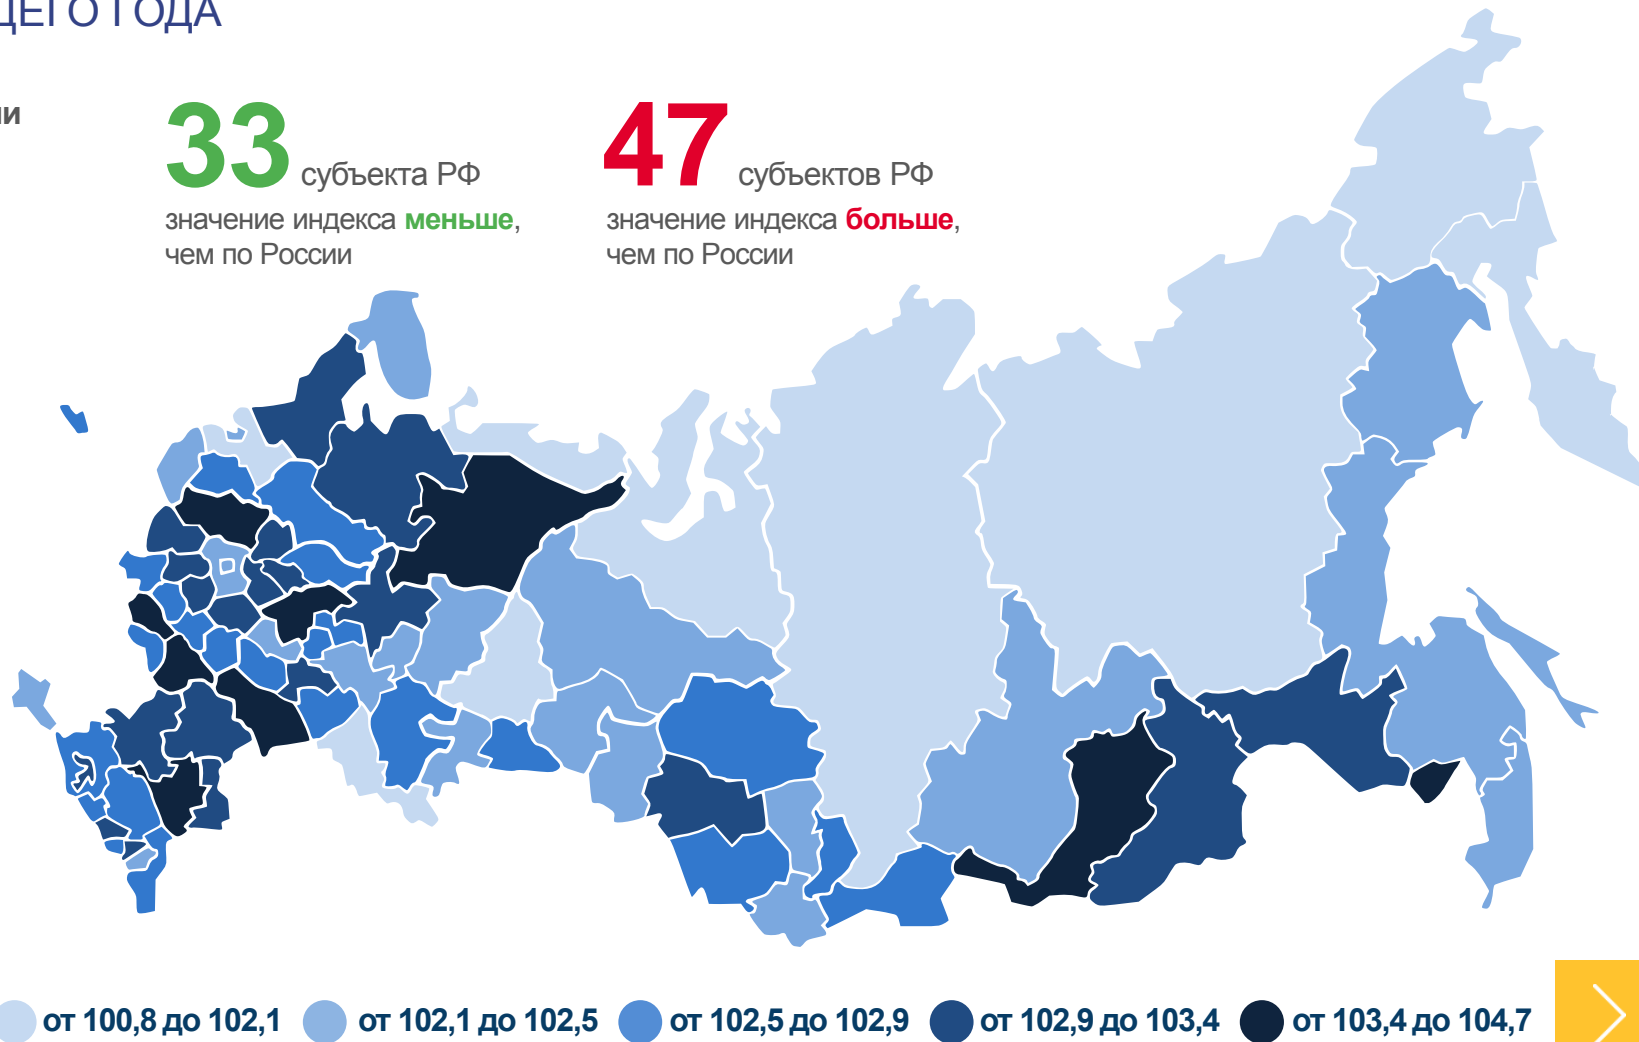 ЩЕГО ГОДА
33 субъекта РФ
значение индекса меньше,
чем по России
47 субъектов РФ
значение индекса больше,
чем по России
от 100,8 до 102,1
от 102,1 до 102,5
от 102,5 до 102,9
от 102,9 до 103,4
от 103,4 до 104,7